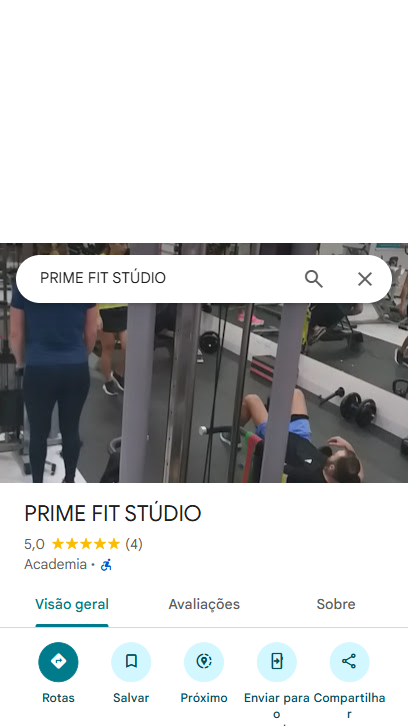 PRIME FIT STÚDIO
PRIME FIT STÚDIO
5,0 (4)
Academia ·
Visão geral Avaliações Sobre
Rotas Salvar Próximo Enviar para o Compartilhar